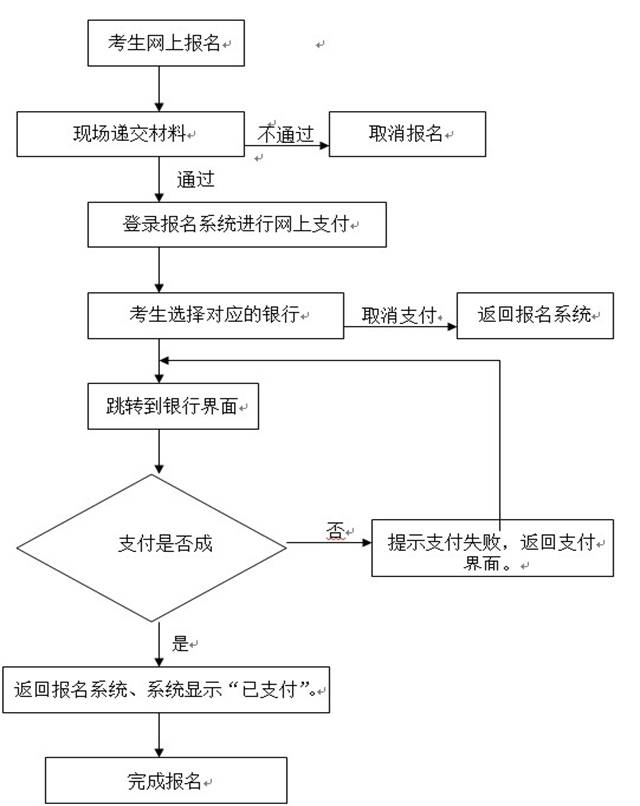 考生网上报名
现场递交材料
不通过
取消报名
通过
登录报名系统进行网上支付
考生选择对应的银行
取消支付
返回报名系统
跳转到银行界面
支付是否成
否
提示支付失败，返回支付
界面。
是
返回报名系统、系统显示“已支付”。
完成报名